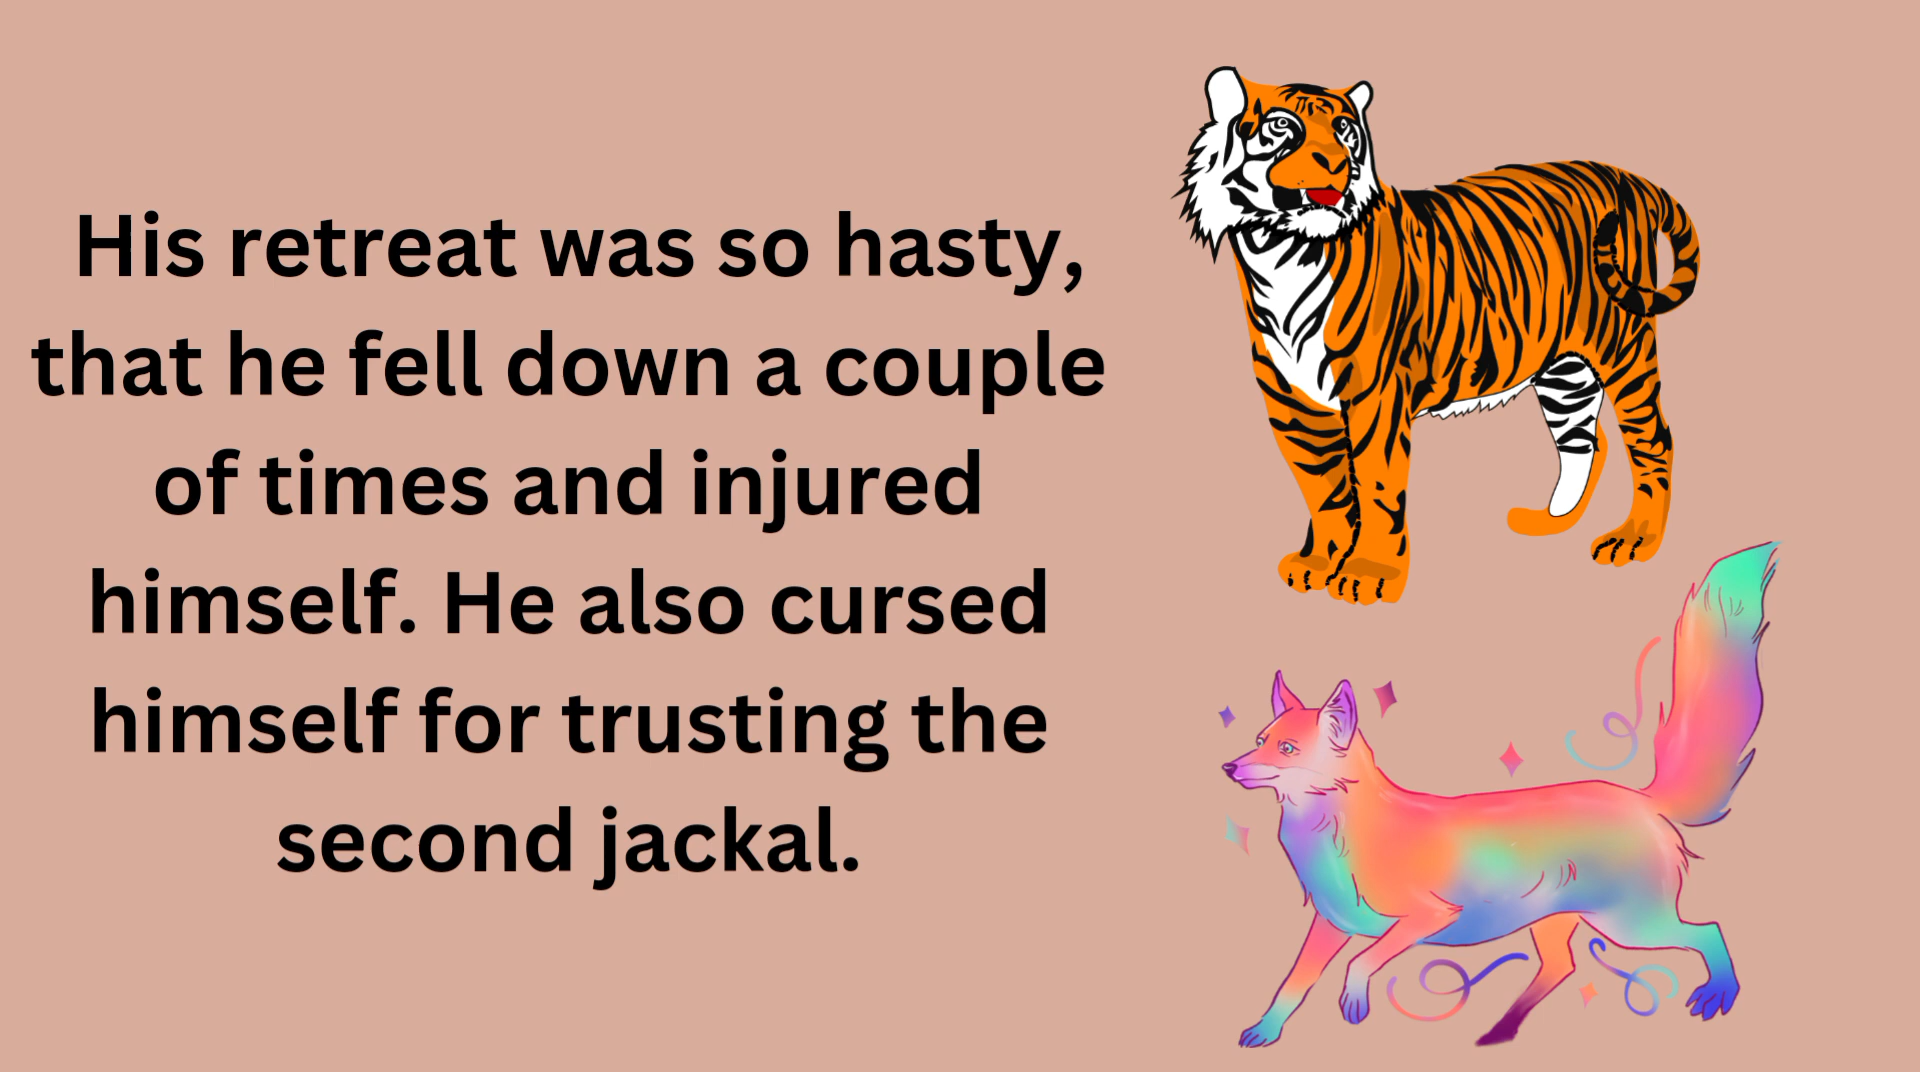 His retreat was so hasty,
that he fell down a couple
of times and injured
himself. He also cursed
himself for trusting the
second jackal.